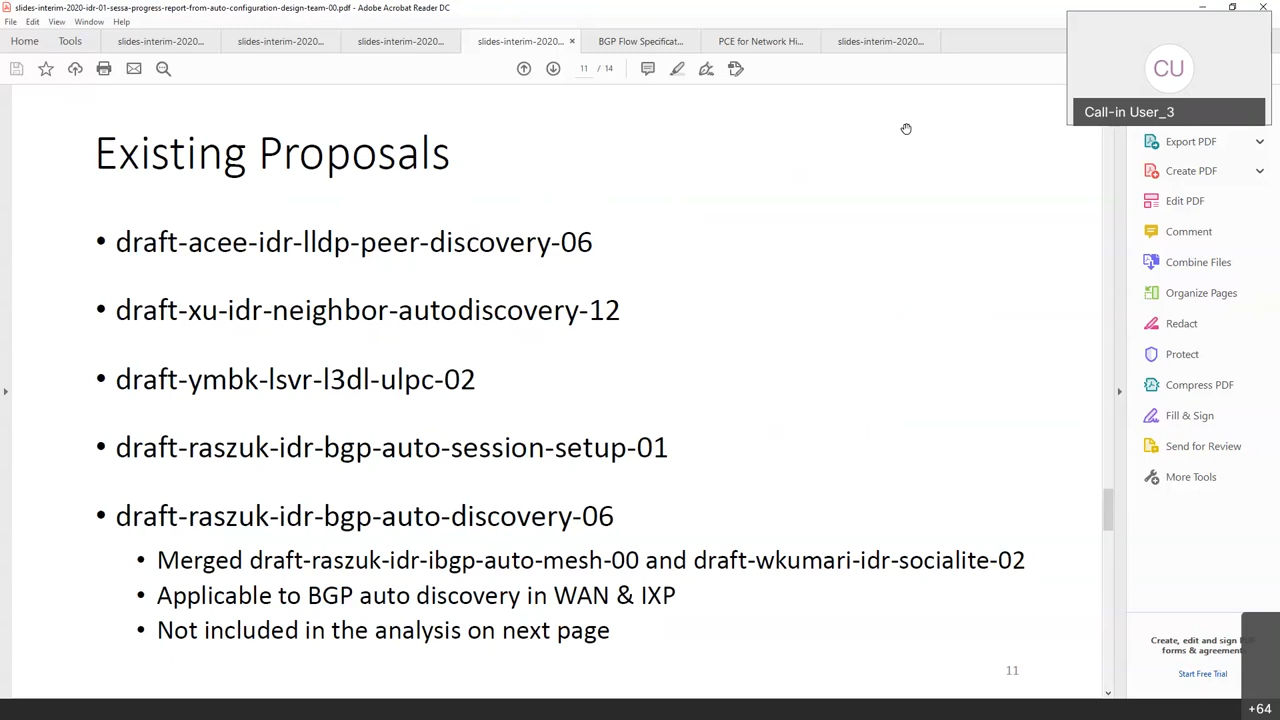 slides-interim-2020-idr-01-sessa-progress-report-from-auto-configuration-design-team-00.pdf - Adobe Acrobat Reader DC
File Edit View Window Help
Home Tools slides-interim-2020... slides-interim-2020... slides-interim-2020... slides-interim-2020... × BGP Flow Specificat... PCE for Network Hi... slides-interim-2020...
11 / 14
CU
Call-in User_3
Existing Proposals
• draft-acee-idr-lldp-peer-discovery-06
• draft-xu-idr-neighbor-autodiscovery-12
• draft-ymbk-lsvr-l3dl-ulpc-02
• draft-raszuk-idr-bgp-auto-session-setup-01
• draft-raszuk-idr-bgp-auto-discovery-06
• Merged draft-raszuk-idr-ibgp-auto-mesh-00 and draft-wkumari-idr-socialite-02
• Applicable to BGP auto discovery in WAN & IXP
• Not included in the analysis on next page
11
Export PDF
Create PDF
Edit PDF
Comment
Combine Files
Organize Pages
Redact
Protect
Compress PDF
Fill & Sign
Send for Review
More Tools
Create, edit and sign
forms & agreements
Start Free Trial
+64